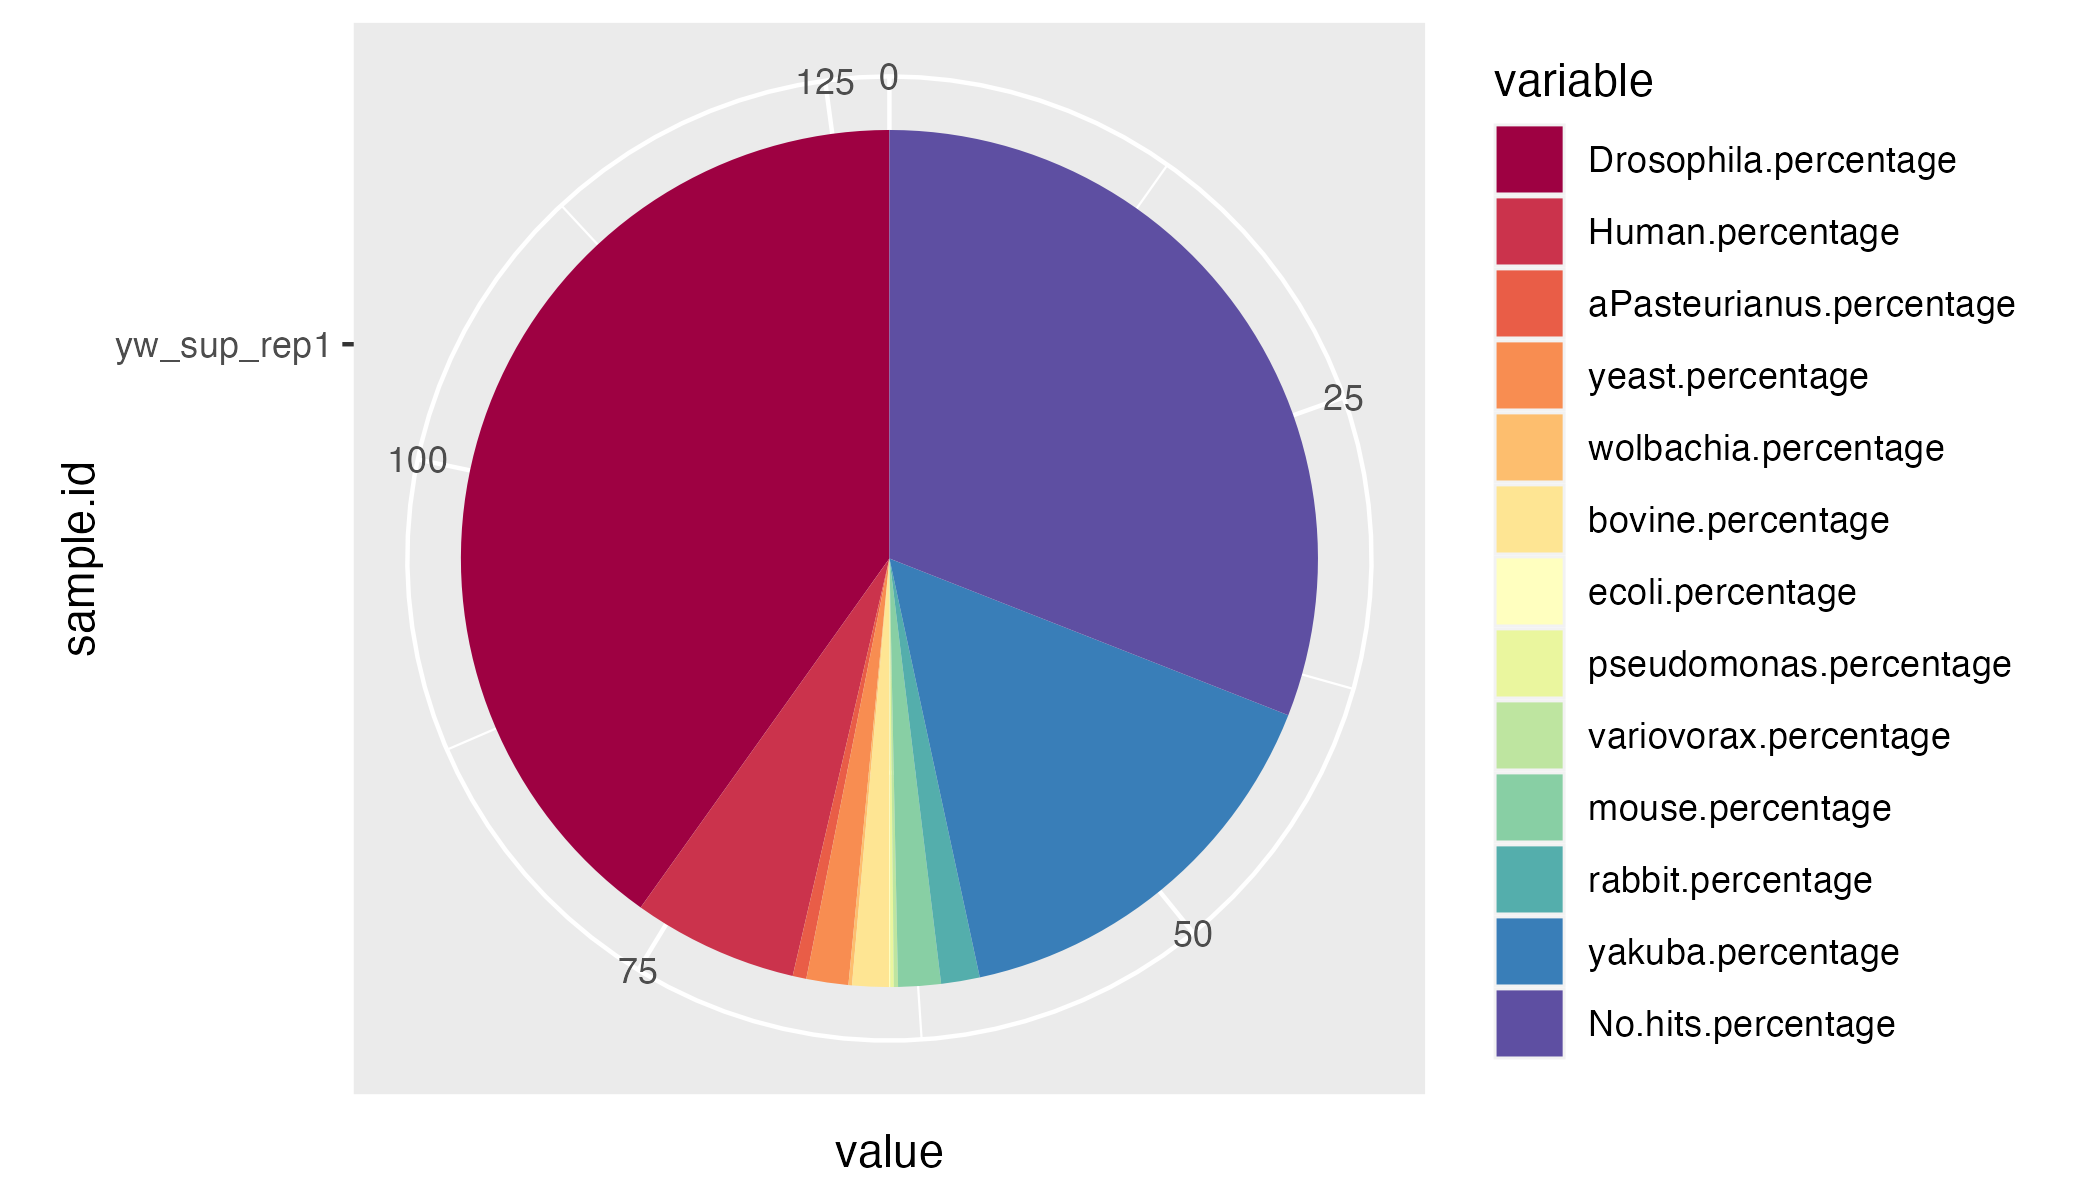 125
0
25
50
75
100
yw_sup_rep1
sample.id
value
variable
Drosophila.percentage
Human.percentage
aPasteurianus.percentage
yeast.percentage
wolbachia.percentage
bovine.percentage
ecoli.percentage
pseudomonas.percentage
variovorax.percentage
mouse.percentage
rabbit.percentage
yakuba.percentage
No.hits.percentage